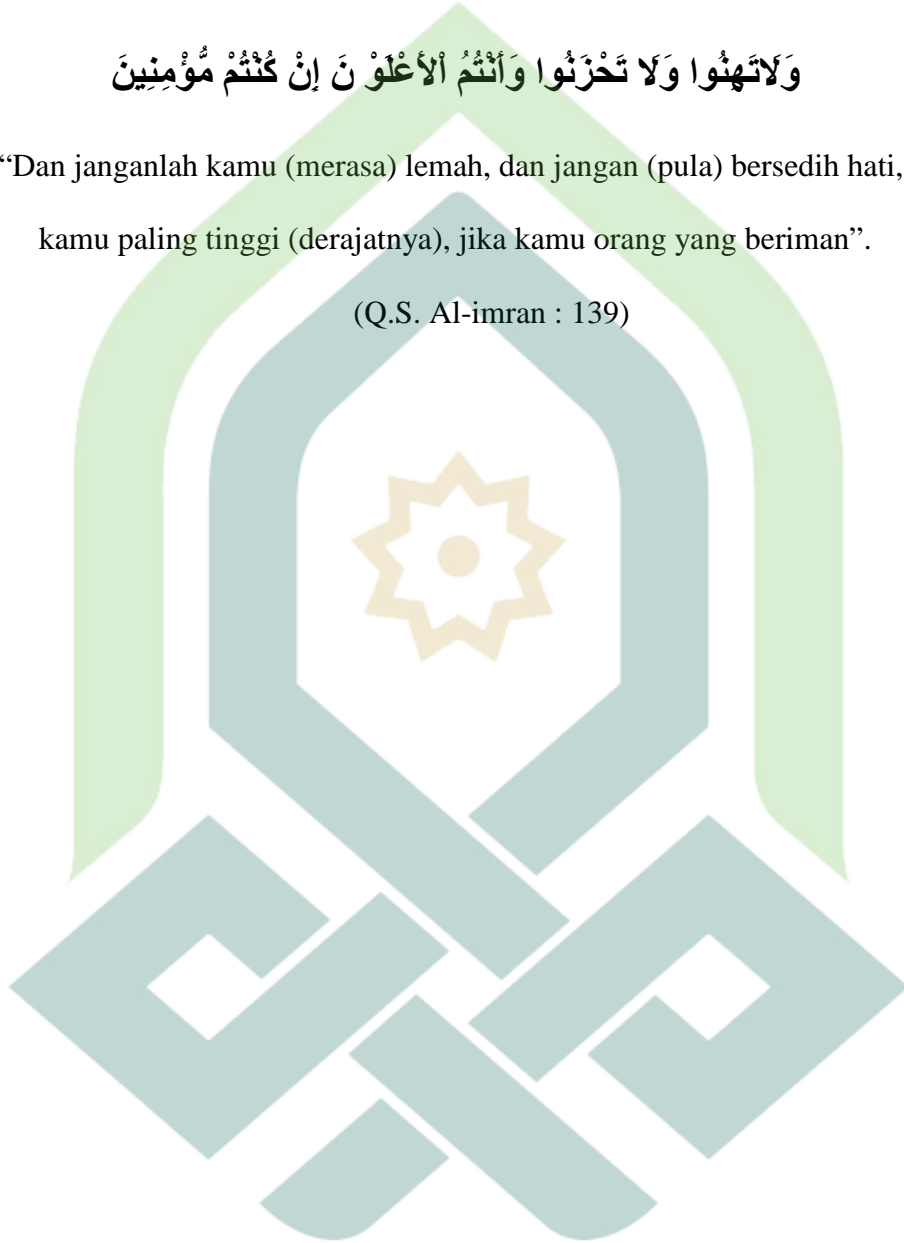 وَلَاتَهِنُوا وَلَا تَحْزَنُوا وَأَنْتُمُ اْلأَعْلَوْ نَ إِنْ كُنْتُمْ مُّؤْمِنِينَ
“Dan janganlah kamu (merasa) lemah, dan jangan (pula) bersedih hati,
kamu paling tinggi (derajatnya), jika kamu orang yang beriman”.
(Q.S. Al-imran : 139)